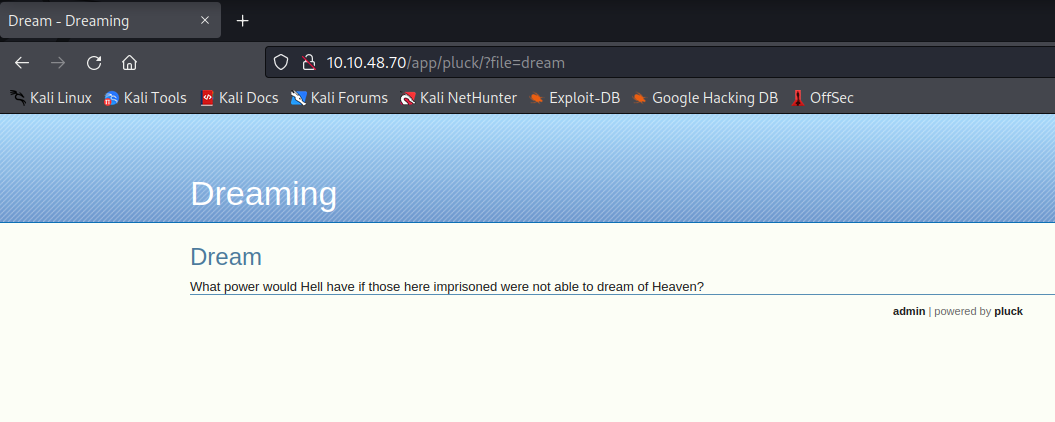 Dream - Dreaming
10.10.48.70/app/pluck/?file=dream
Kali Linux Kali Tools Kali Docs Kali Forums Kali NetHunter Exploit-DB Google Hacking DB OffSec
Dreaming
Dream
What power would Hell have if those here imprisoned were not able to dream of Heaven?
admin | powered by pluck